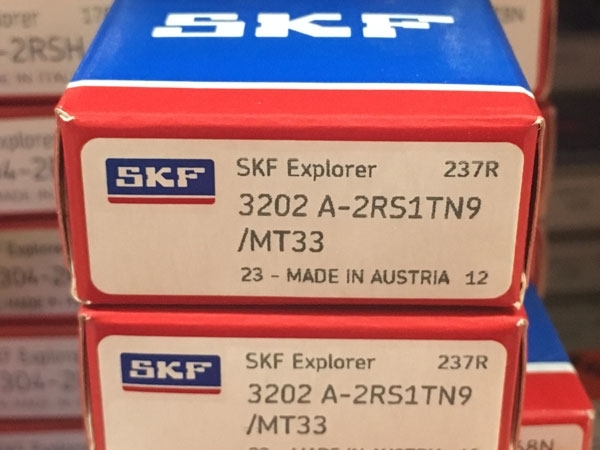 SKF
SKF
SKF Explorer 237R
3202 A-2RS1TN9
/MT33
23 - MADE IN AUSTRIA 12
SKF
SKF Explorer 237R
3202 A-2RS1TN9
/MT33
-2RSH